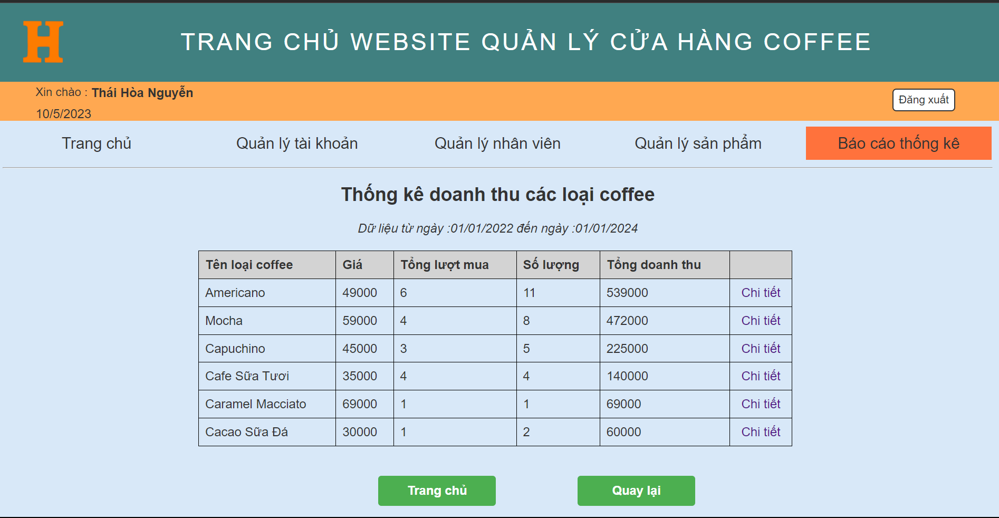 H
TRANG CHỦ WEBSITE QUẢN LÝ CỬA HÀNG COFFEE
Xin chào : Thái Hòa Nguyễn
Đăng xuất
10/5/2023
Trang chủ Quản lý tài khoản Quản lý nhân viên Quản lý sản phẩm Báo cáo thống kê
Thống kê doanh thu các loại coffee
Dữ liệu từ ngày :01/01/2022 đến ngày :01/01/2024
Tên loại coffee Giá Tổng lượt mua Số lượng Tổng doanh thu
Americano 49000 6 11 539000 Chi tiết
Mocha 59000 4 8 472000 Chi tiết
Capuchino 45000 3 5 225000 Chi tiết
Cafe Sữa Tươi 35000 4 4 140000 Chi tiết
Caramel Macciato 69000 1 1 69000 Chi tiết
Cacao Sữa Đá 30000 1 2 60000 Chi tiết
Trang chủ Quay lại